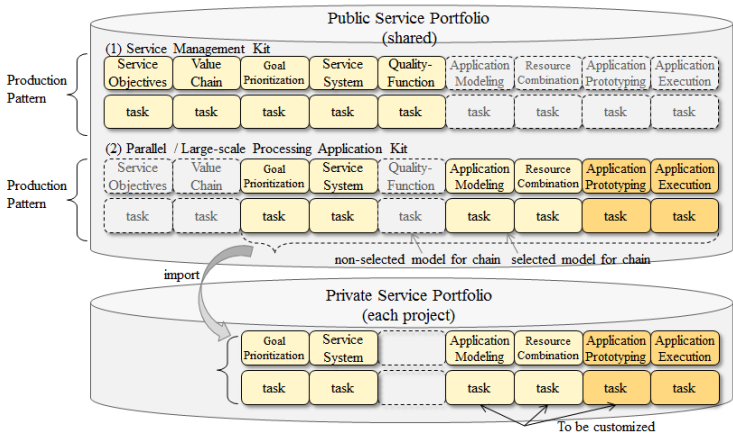 Public Service Portfolio
(shared)
(1) Service Management Kit
Production
Pattern
Service
Objectives
Value
Chain
Goal
Prioritization
Service
System
Quality-
Function
Application
Modeling
Resource
Combination
Application
Prototyping
Application
Execution
task task task task task task task task task
(2) Parallel / Large-scale Processing Application Kit
Production
Pattern
Service
Objectives
Value
Chain
Goal
Prioritization
Service
System
Quality-
Function
Application
Modeling
Resource
Combination
Application
Prototyping
Application
Execution
task task task task task task task task task
non-selected model for chain
selected model for chain
import
Private Service Portfolio
(each project)
Goal
Prioritization
Service
System
Application
Modeling
Resource
Combination
Application
Prototyping
Application
Execution
task task task task task task
To be customized